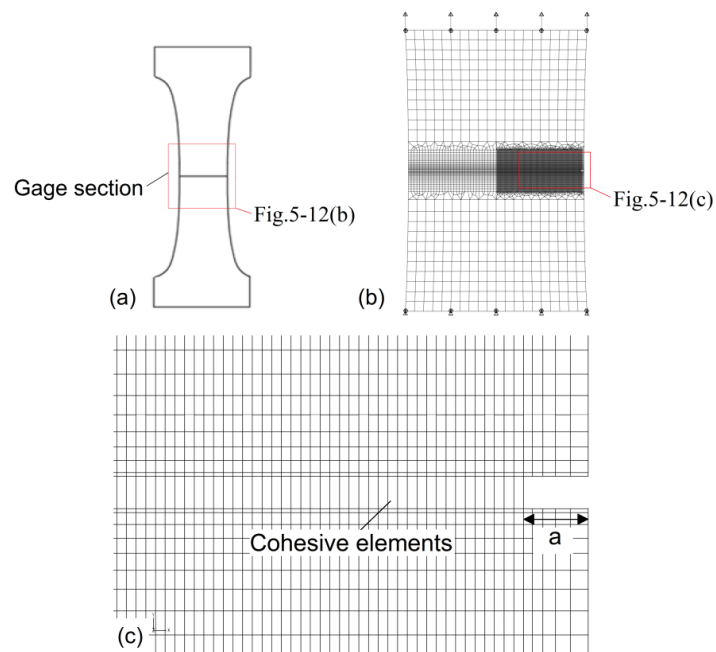 Gage section
Fig.5-12(b)
(a)
Fig.5-12(c)
(b)
Cohesive elements
a
(c)